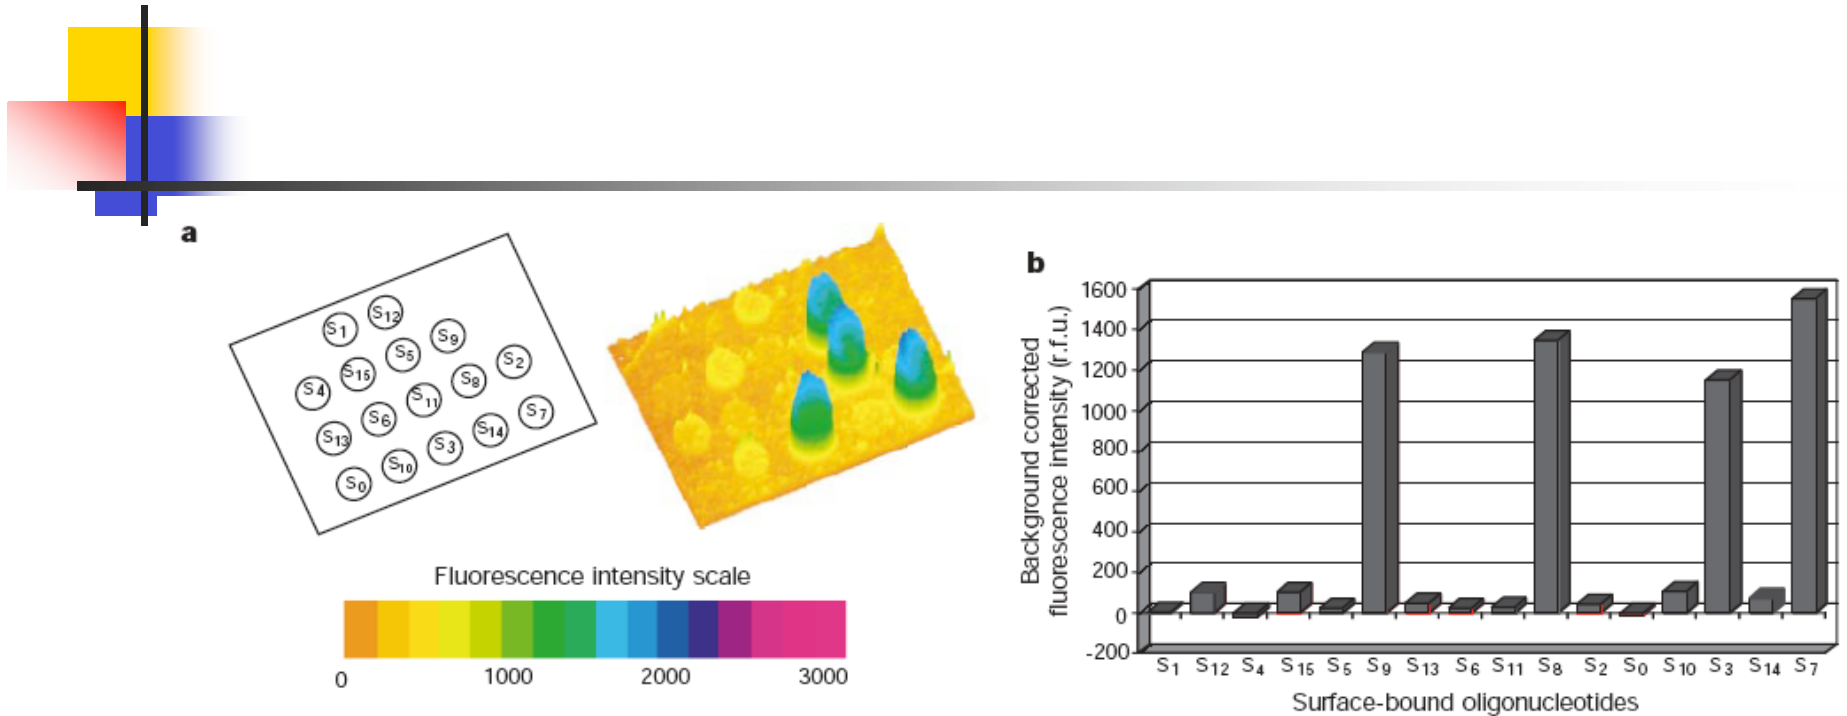 a
S1
S12
S9
S5
S15
S4
S2
S8
S11
S6
S13
S7
S14
S3
S10
S0
Fluorescence intensity scale
0
1000
2000
3000
b
Background corrected
fluorescence intensity (r.f.u.)
1600
1400
1200
1000
800
600
400
200
0
-200
S1 S12 S4 S15 S5 S9 S13 S6 S11 S8 S2 S0 S10 S3 S14 S7
Surface-bound oligonucleotides